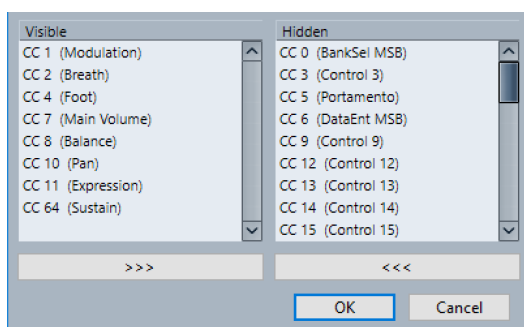 Visible
CC 1 (Modulation)
CC 2 (Breath)
CC 4 (Foot)
CC 7 (Main Volume)
CC 8 (Balance)
CC 10 (Pan)
CC 11 (Expression)
CC 64 (Sustain)
>>>
Hidden
CC 0 (BankSel MSB)
CC 3 (Control 3)
CC 5 (Portamento)
CC 6 (DataEnt MSB)
CC 9 (Control 9)
CC 12 (Control 12)
CC 13 (Control 13)
CC 14 (Control 14)
CC 15 (Control 15)
<<<
OK
Cancel